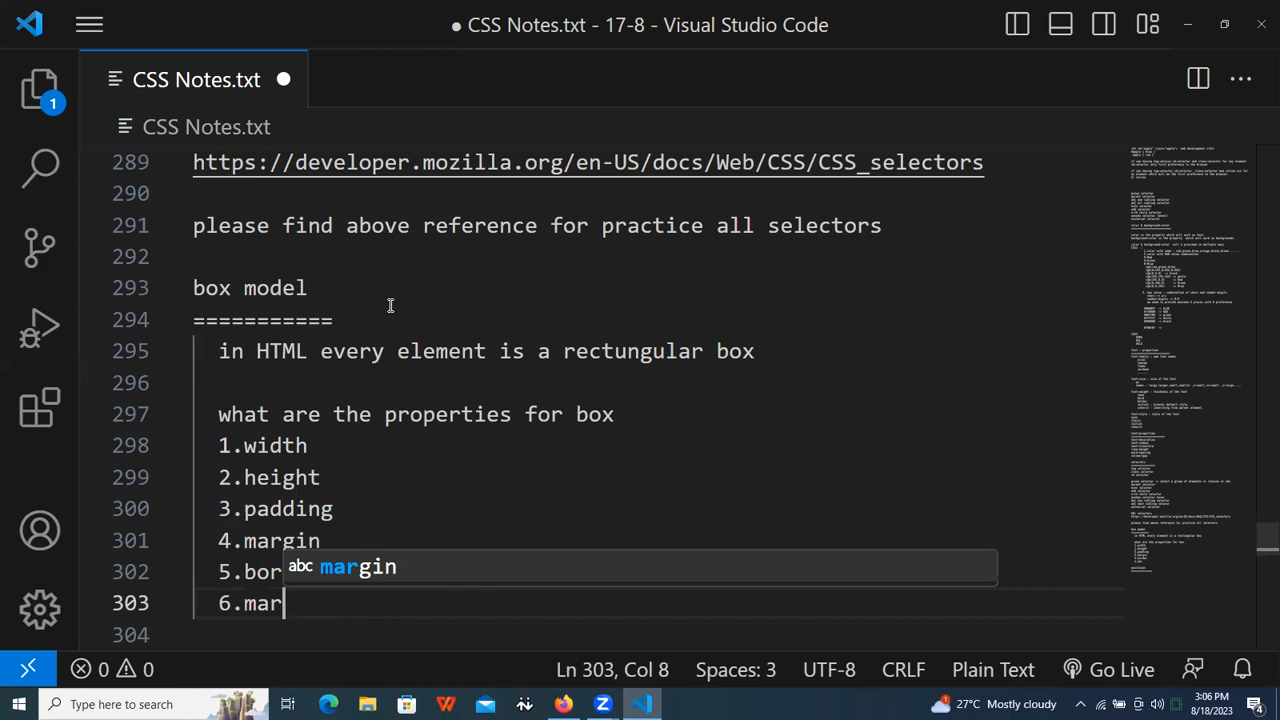 CSS Notes.txt - 17-8 - Visual Studio Code
CSS Notes.txt
1
CSS Notes.txt
289 https://developer.mozilla.org/en-US/docs/Web/CSS/CSS_selectors
290
291 please find above reference for practice all selectors
292
293 box model
294 ===========
295 in HTML every element is a rectangular box
296
297 what are the properties for box
298 1.width
299 2.height
300 3.padding
301 4.margin
302 5.bor
abc margin
303 6.mar
304
0 0
Ln 303, Col 8
Spaces: 3
UTF-8
CRLF
Plain Text
Go Live
Type here to search
27°C Mostly cloudy
3:06 PM
8/18/2023
4